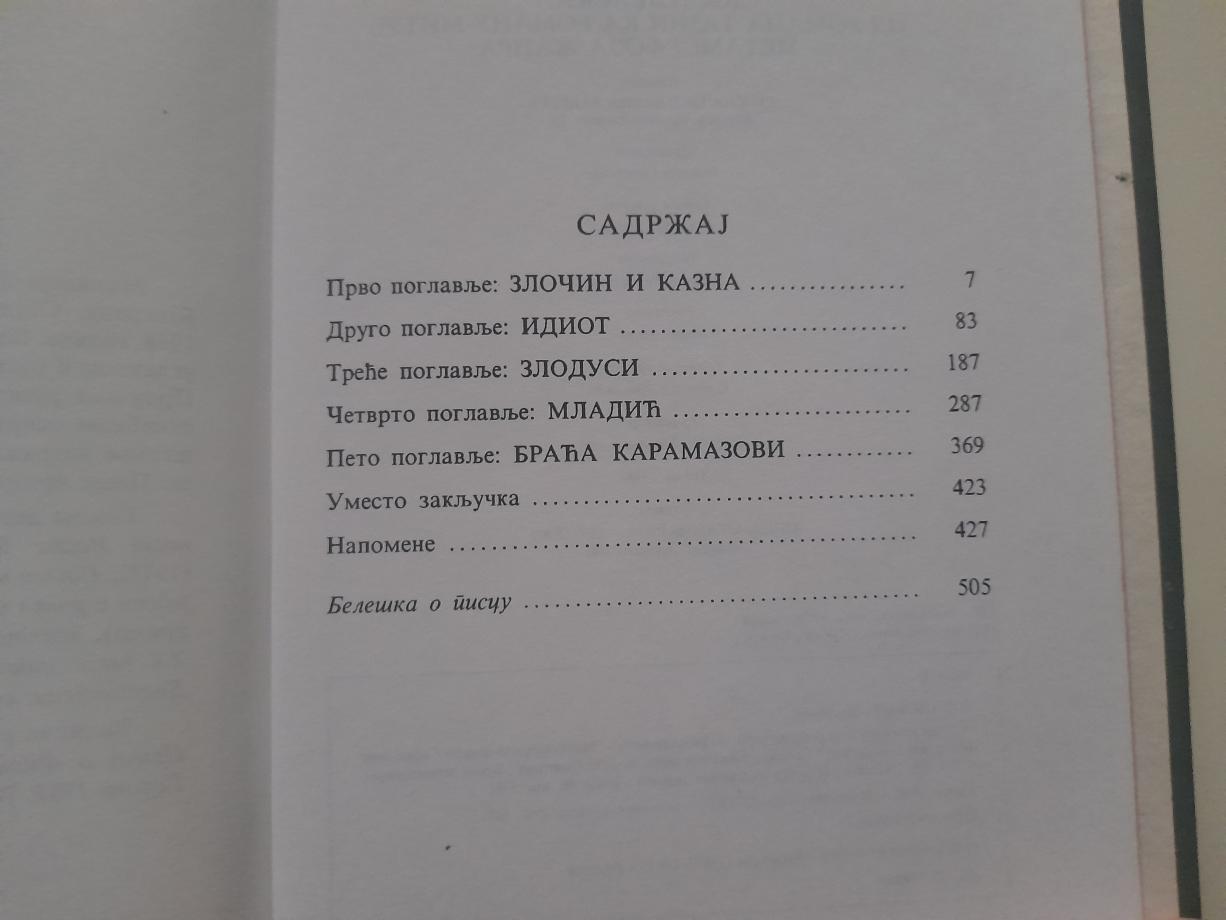 САДРЖАЈ
Прво поглавље: ЗЛОЧИН И КАЗНА ................ 7
Друго поглавље: ИДИОТ ............................. 83
Треће поглавље: ЗЛОДУСИ .......................... 187
Четврто поглавље: МЛАДИЋ ........................ 287
Пето поглавље: БРАЋА КАРАМАЗОВИ ............ 369
Уместо закључка ...................................... 423
Напомене .............................................. 427
Белешка о писцу ....................................... 505